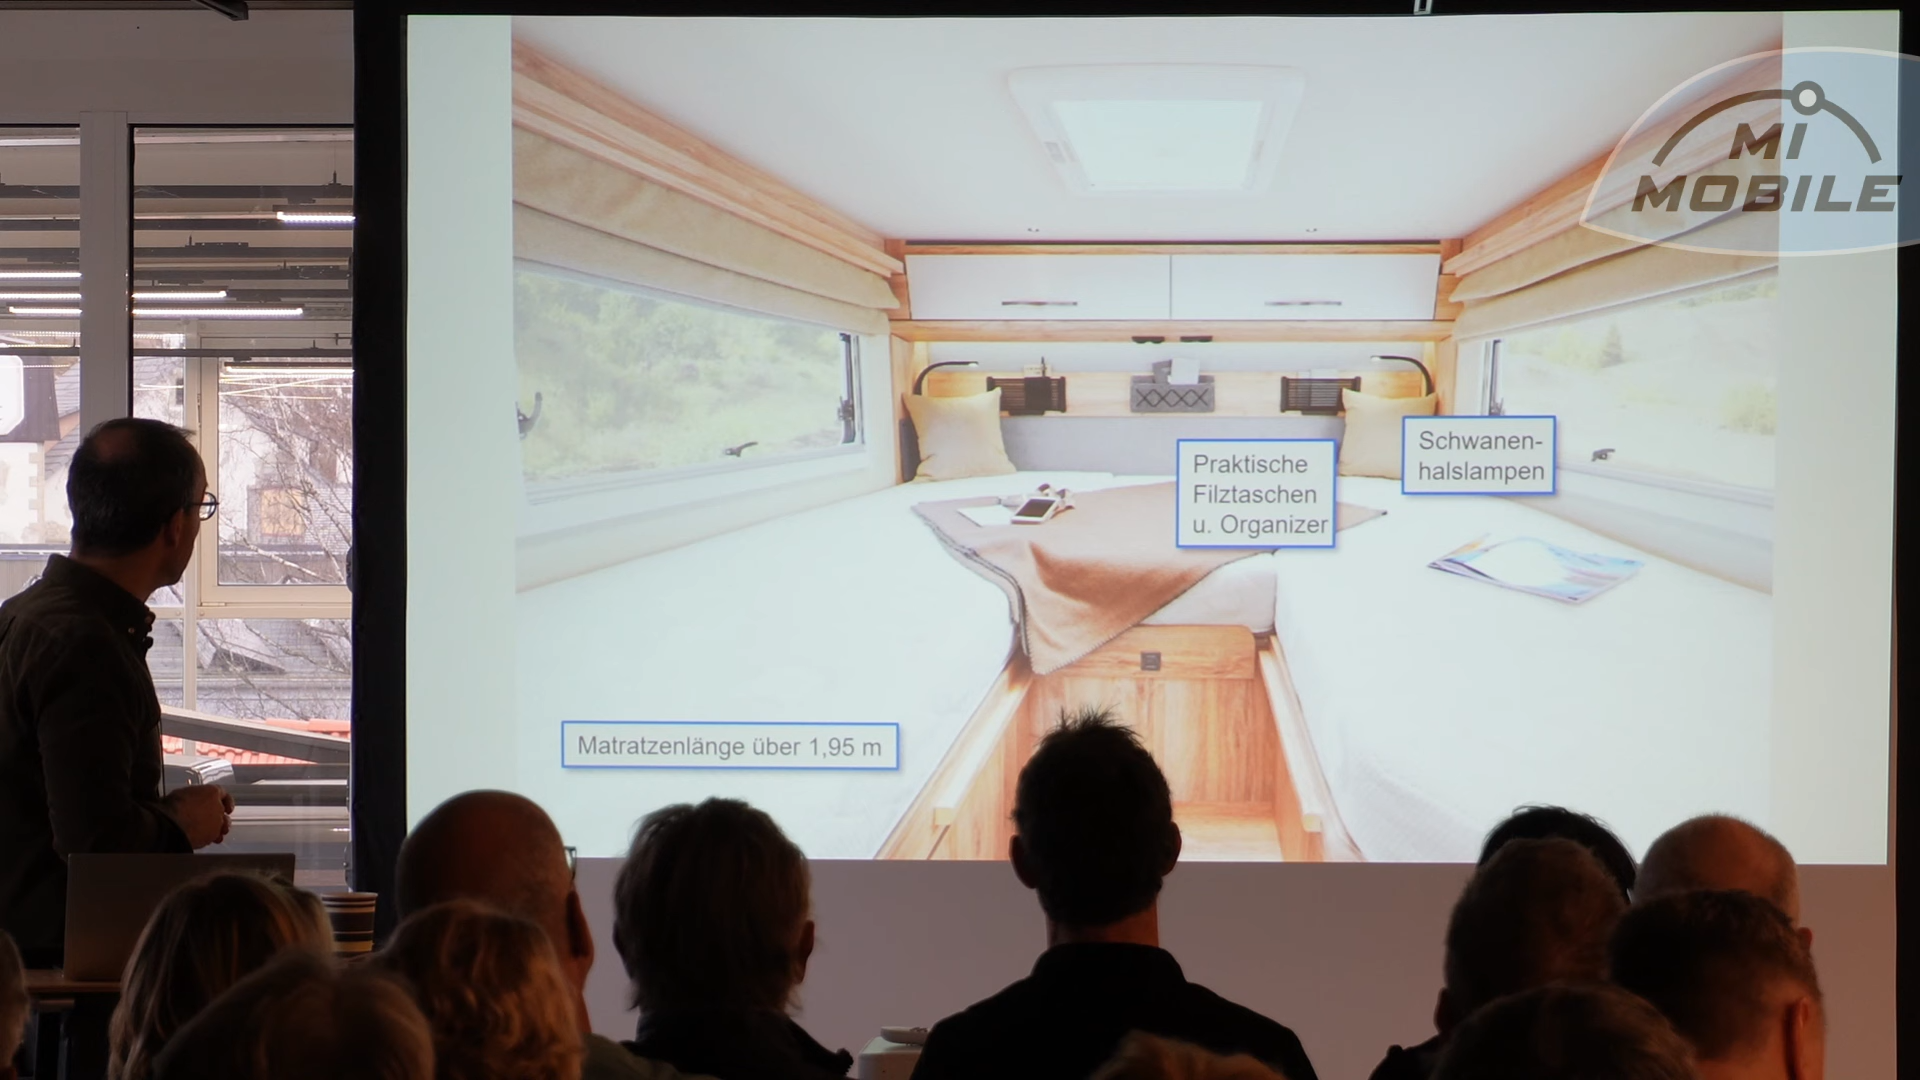 MI
MOBILE
Schwanen-
halslampen
Praktische
Filztaschen
u. Organizer
Matratzenlänge über 1,95 m